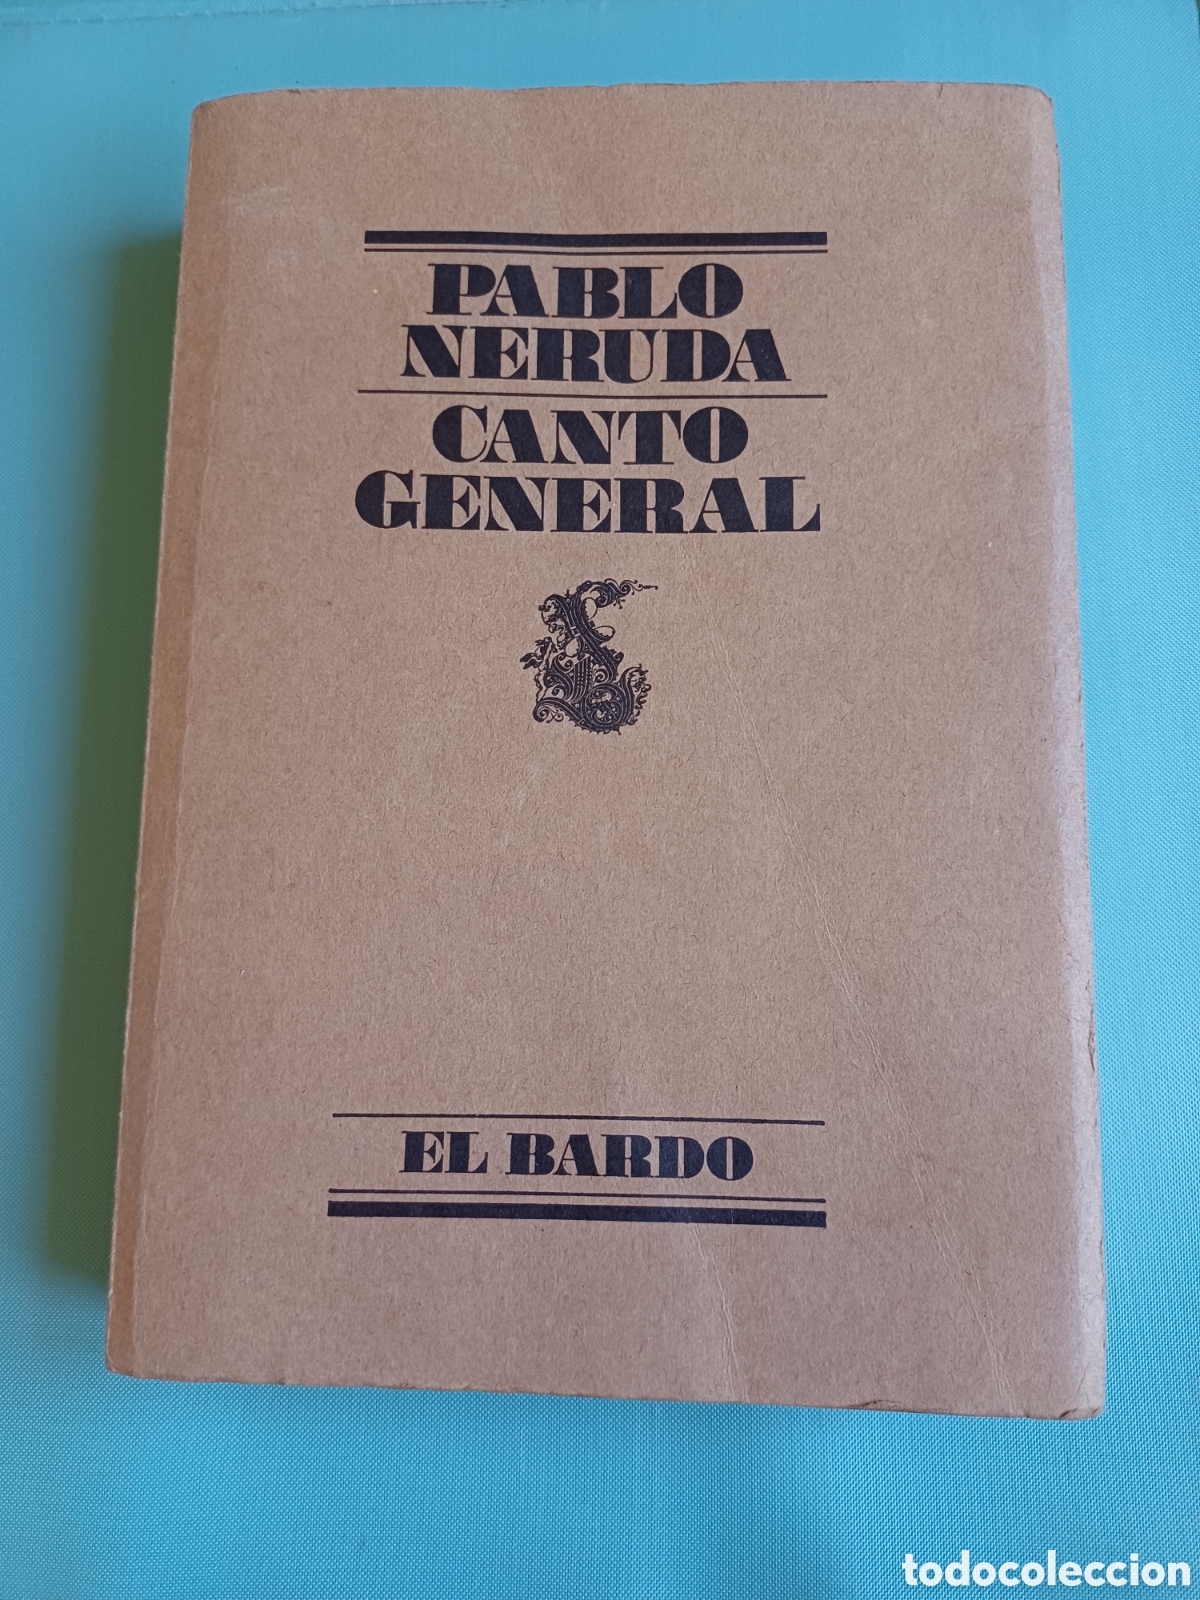 PABLO
NERUDA
CANTO
GENERAL
EL BARDO
todocoleccion